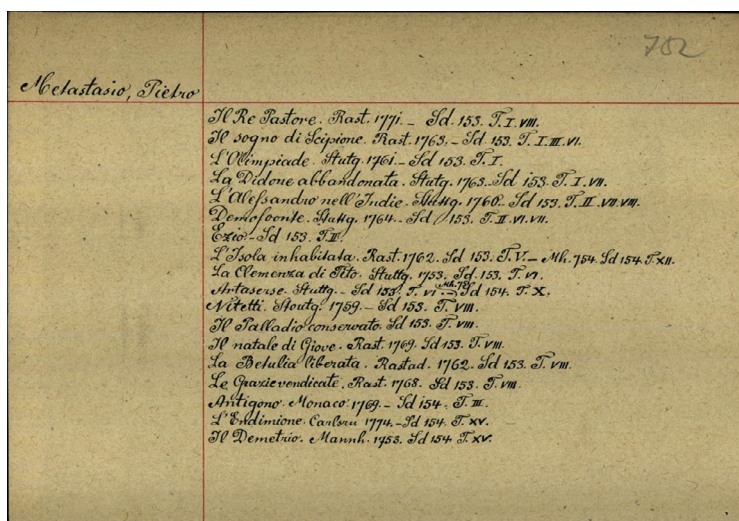 782
Metastasio, Pietro
Il Re Pastore. Rast. 1771. – Sd. 153. T. I. VIII.
Il sogno di Scipione. Rast. 1763. – Sd. 153. T. I. III. VI.
L'Olimpiade. Stutg. 1761. – Sd 153. T. I.
La Didone abbandonata. Stutg. 1763. – Sd 153. T. I. VII.
L'Alessandro nell'Indie. Stuttg. 1760. Sd 153. T. II. VII. VIII.
Demofoonte. Stuttg. 1764. – Sd. 153. T. II. VI. VII.
Ezio – Sd 153. T. II.
L'Isola inhabitata. Rast. 1762. Sd 153. T. V. – Mh. 754. Sd 154. T. XII.
La Clemenza di Tito. Stuttg. 1753. Sd. 153. T. VI.
Artaserse. Stuttg. – Sd 153. T. VI – Sd 154. T. X.
Nitetti. Stoutg. 1759. – Sd 153. T. VIII.
Il Palladio conservato. Sd 153. T. VIII.
Il natale di Giove. Rast. 1769. Sd 153. T. VIII.
La Betulia liberata. Rastad. 1762. Sd 153. T. VIII.
Le Grazie vendicate. Rast. 1768. Sd 153. T. VIII.
Antigono. Monaco. 1769. – Sd 154. T. III.
L'Endimione. Carlsru 1774. – Sd 154. T. XV.
Il Demetrio. Mannh. 1753. Sd 154. T. XV.